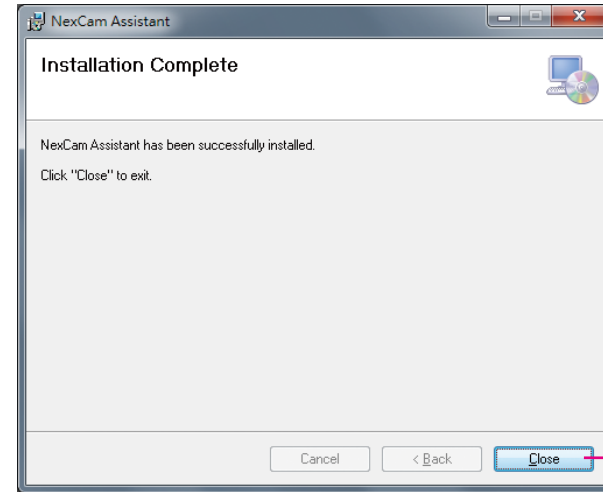 NexCam Assistant
Installation Complete
NexCam Assistant has been successfully installed.
Click "Close" to exit.
Cancel
< Back
Close